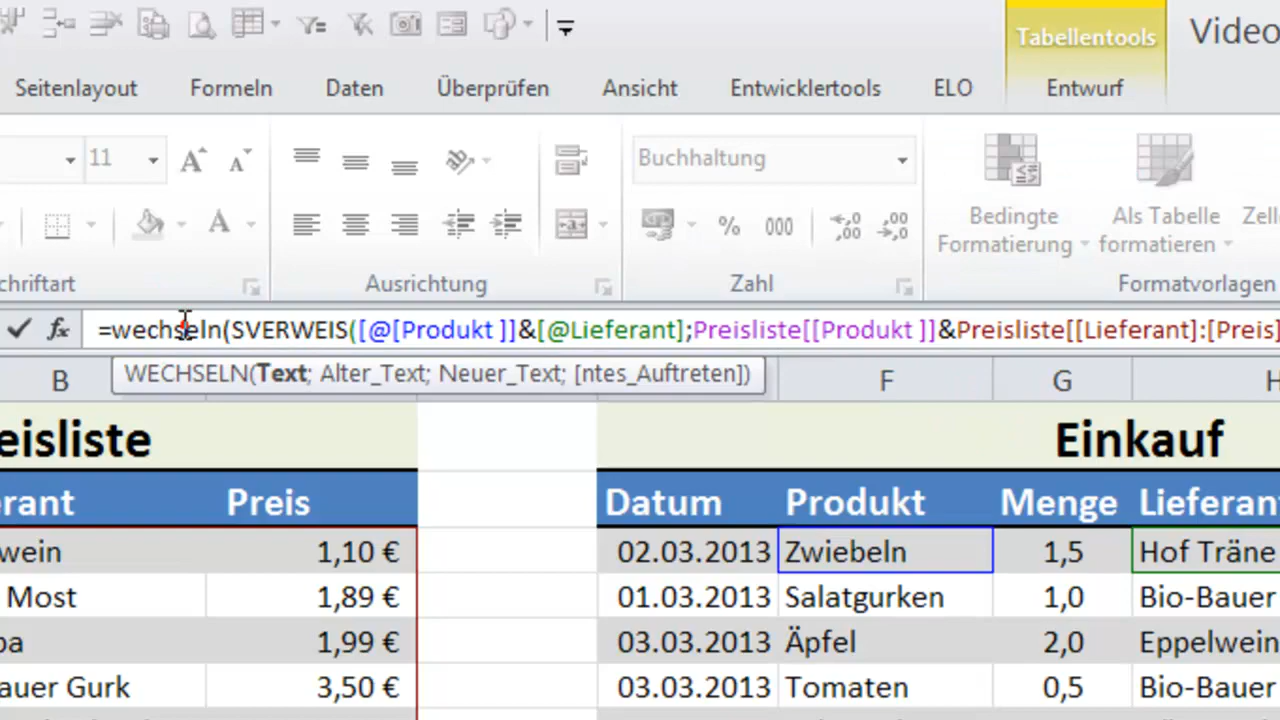 Tabellentools
Video
Seitenlayout Formeln Daten Überprüfen Ansicht Entwicklertools ELO Entwurf
11
Buchhaltung
% 000
Bedingte Formatierung
Als Tabelle formatieren
Zell
chriftart Ausrichtung Zahl Formatvorlagen
=wechseln(SVERWEIS([@[Produkt ]]&[@Lieferant];Preisliste[[Produkt ]]&Preisliste[[Lieferant]:[Preis]
WECHSELN(Text; Alter_Text; Neuer_Text; [ntes_Auftreten])
B F G H
eisliste Einkauf
erant Preis Datum Produkt Menge Lieferant
wein 1,10 € 02.03.2013 Zwiebeln 1,5 Hof Träne
Most 1,89 € 01.03.2013 Salatgurken 1,0 Bio-Bauer
pa 1,99 € 03.03.2013 Äpfel 2,0 Eppelwein
auer Gurk 3,50 € 03.03.2013 Tomaten 0,5 Bio-Bauer